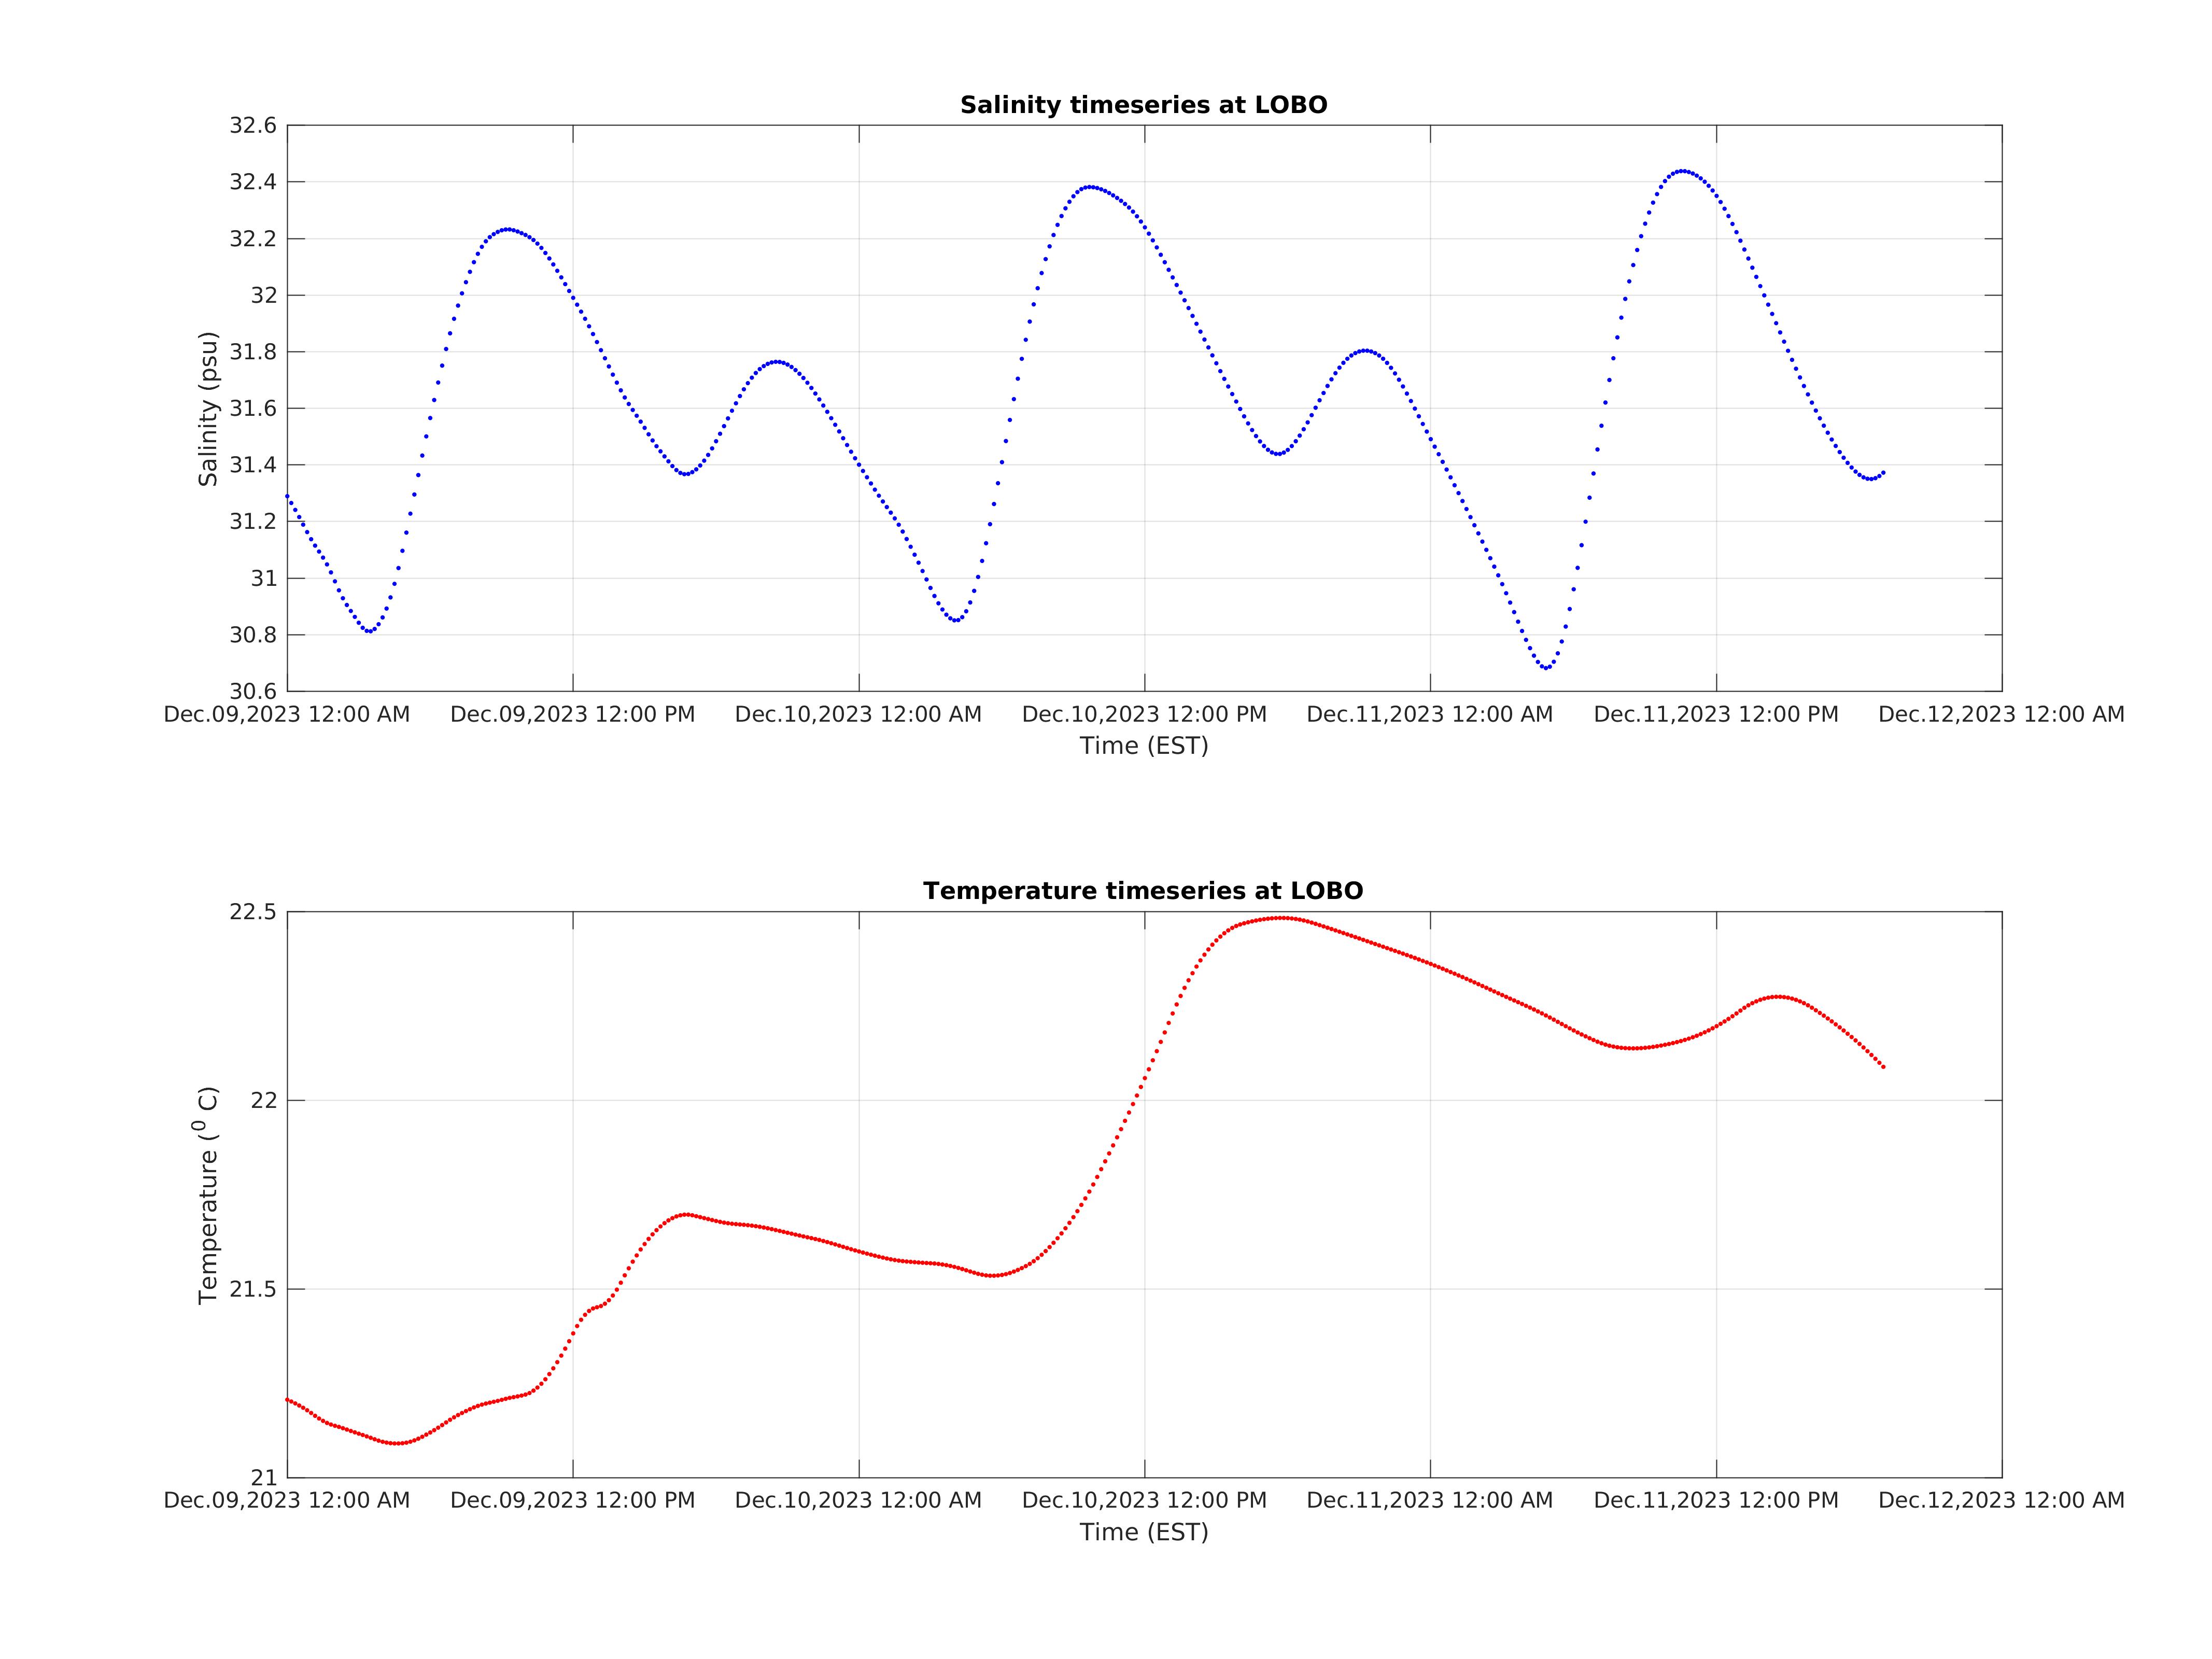 Salinity timeseries at LOBO
32.6
32.4
32.2
32
31.8
31.6
31.4
31.2
31
30.8
30.6
Salinity (psu)
Dec.09,2023 12:00 AM Dec.09,2023 12:00 PM Dec.10,2023 12:00 AM Dec.10,2023 12:00 PM Dec.11,2023 12:00 AM Dec.11,2023 12:00 PM Dec.12,2023 12:00 AM
Time (EST)
Temperature timeseries at LOBO
22.5
22
21.5
21
Temperature (⁰ C)
Dec.09,2023 12:00 AM Dec.09,2023 12:00 PM Dec.10,2023 12:00 AM Dec.10,2023 12:00 PM Dec.11,2023 12:00 AM Dec.11,2023 12:00 PM Dec.12,2023 12:00 AM
Time (EST)